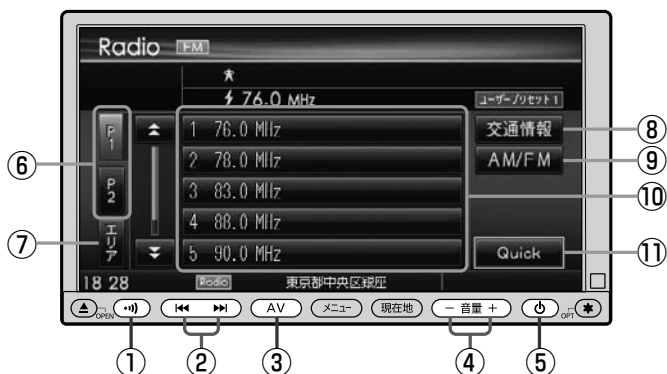 Radio FM
76.0 MHz ユーザープリセット1
P1
P2
エリア
1 76.0 MHz
2 78.0 MHz
3 83.0 MHz
4 88.0 MHz
5 90.0 MHz
交通情報
AM/FM
Quick
18 28 Radio 東京都中央区銀座
OPEN AV メニュー 現在地 − 音量 + OPT
⑥
⑦
⑧
⑨
⑩
⑪
① ② ③ ④ ⑤